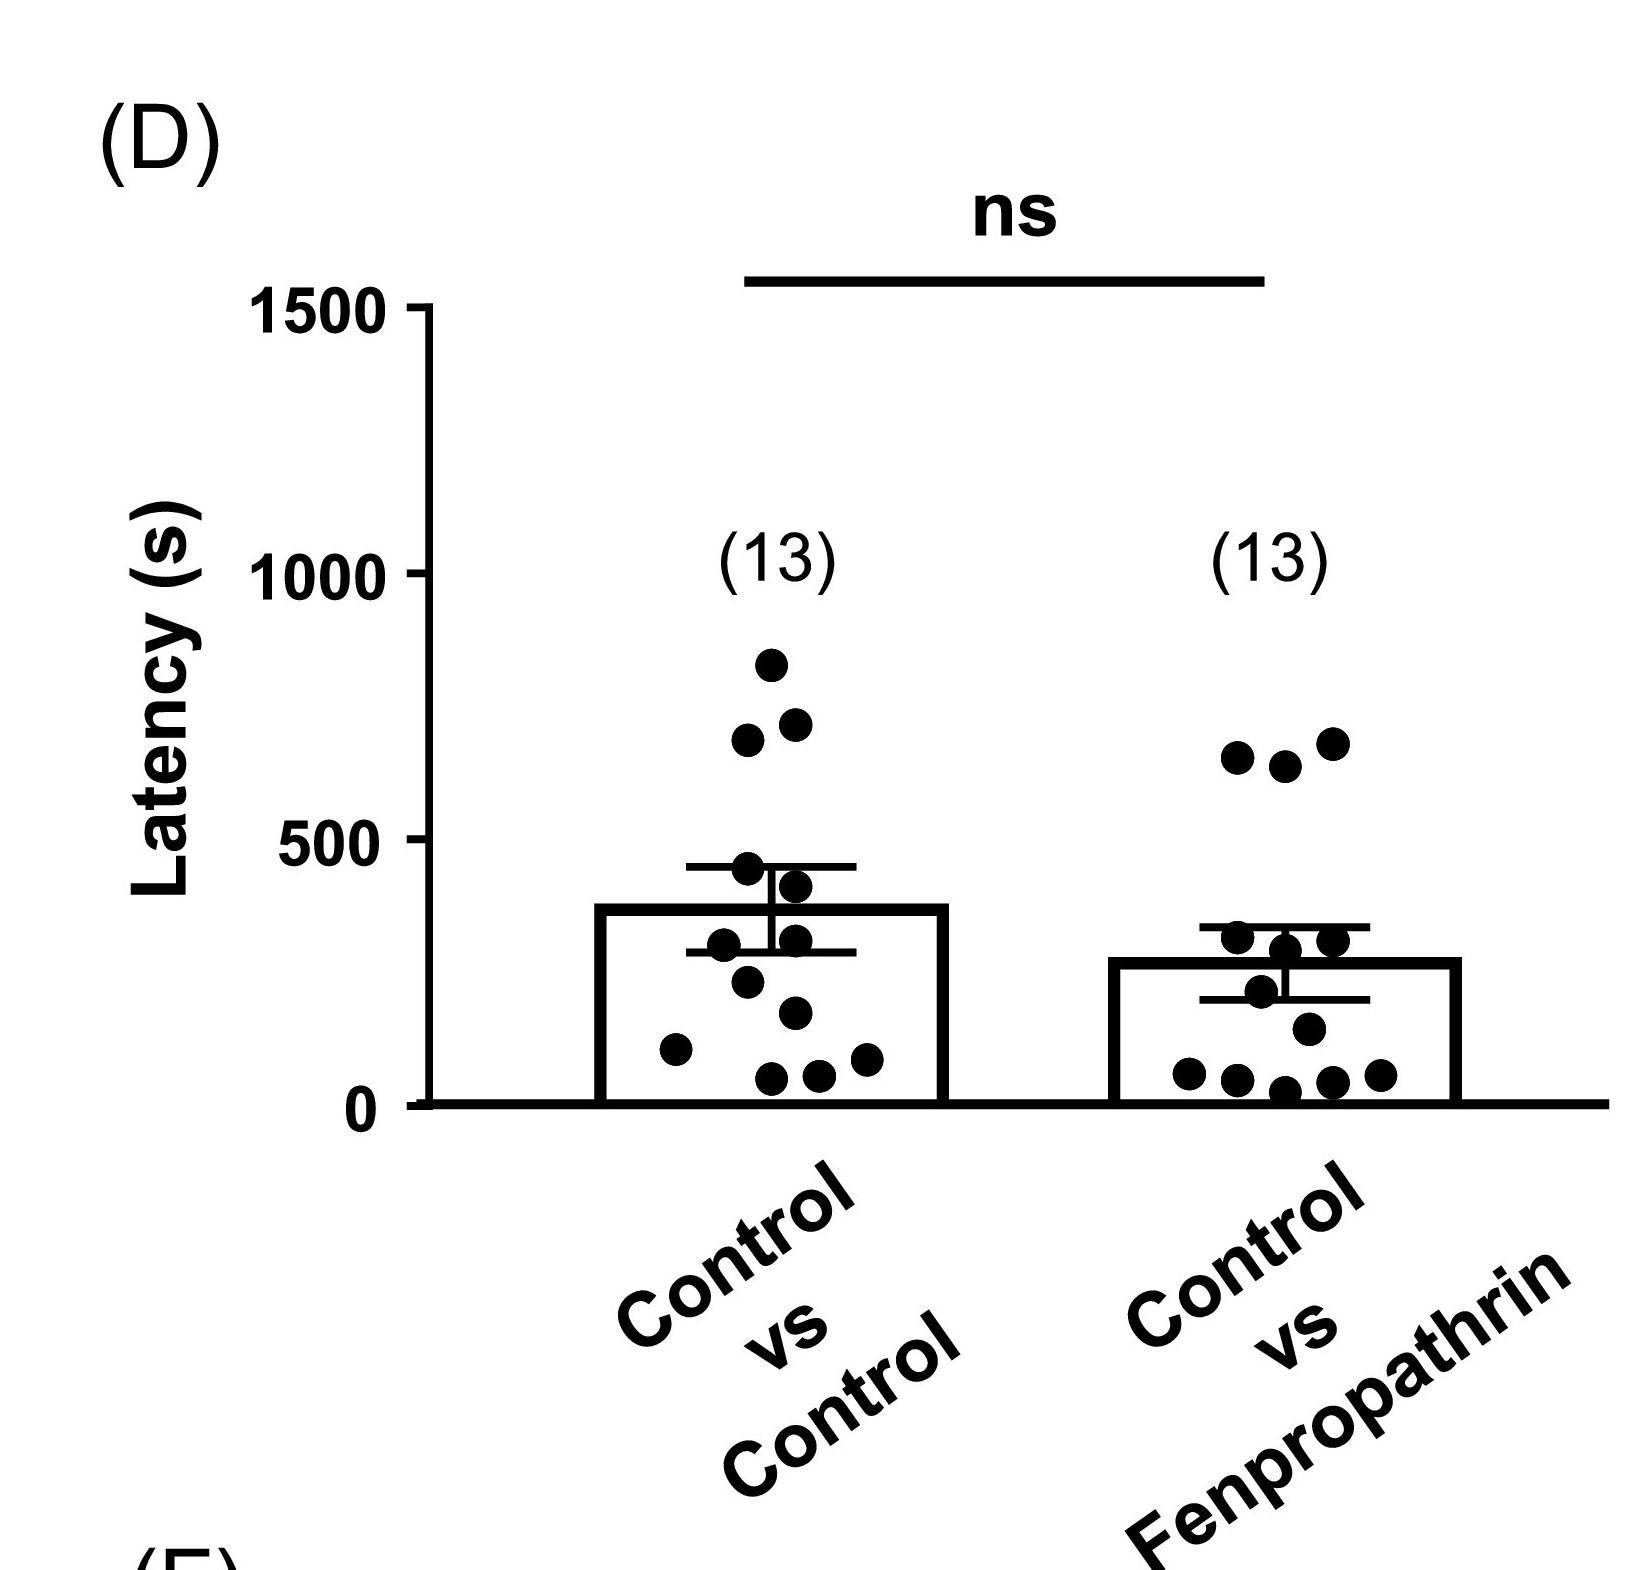 (D)
ns
1500
1000
500
0
Latency (s)
(13)
(13)
Control
vs
Control
Control
vs
Fenpropathrin